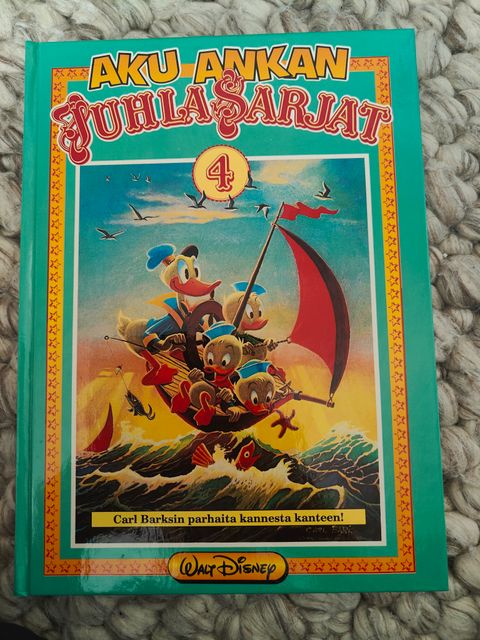 AKU ANKAN
JUHLASARJAT
4
Carl Barksin parhaita kannesta kanteen!
WALT DISNEY